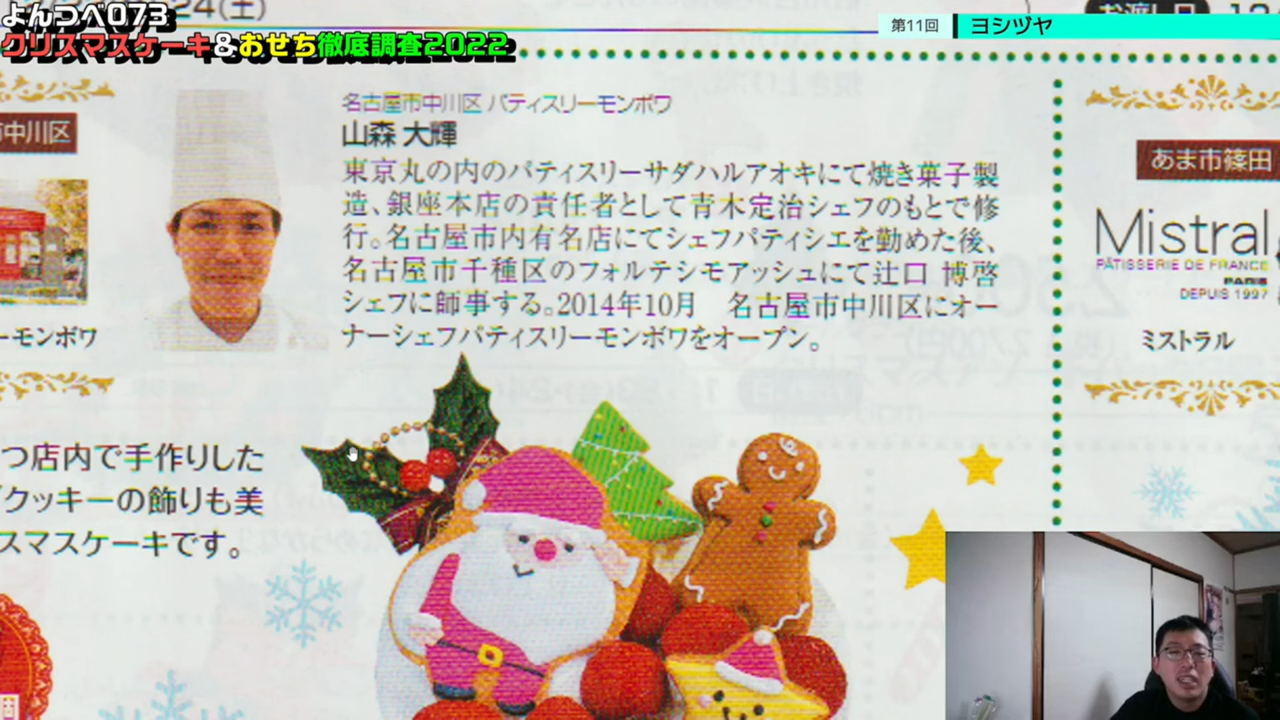 よんつべ073
24(土)
クリスマスケーキ&おせち徹底調査2022
第11回
ヨシヅヤ
お渡し日
名古屋市中川区 パティスリーモンボワ
山森 大輝
東京丸の内のパティスリーサダハルアオキにて焼き菓子製
造、銀座本店の責任者として青木定治シェフのもとで修
行。名古屋市内有名店にてシェフパティシエを勤めた後、
名古屋市千種区のフォルテシモアッシュにて辻口 博啓
シェフに師事する。2014年10月 名古屋市中川区にオー
ナーシェフパティスリーモンボワをオープン。
市中川区
ーモンボワ
あま市篠田
Mistral
PÂTISSERIE DE FRANCE
PARIS
DEPUIS 1997
ミストラル
つ店内で手作りした
クッキーの飾りも美
スマスケーキです。